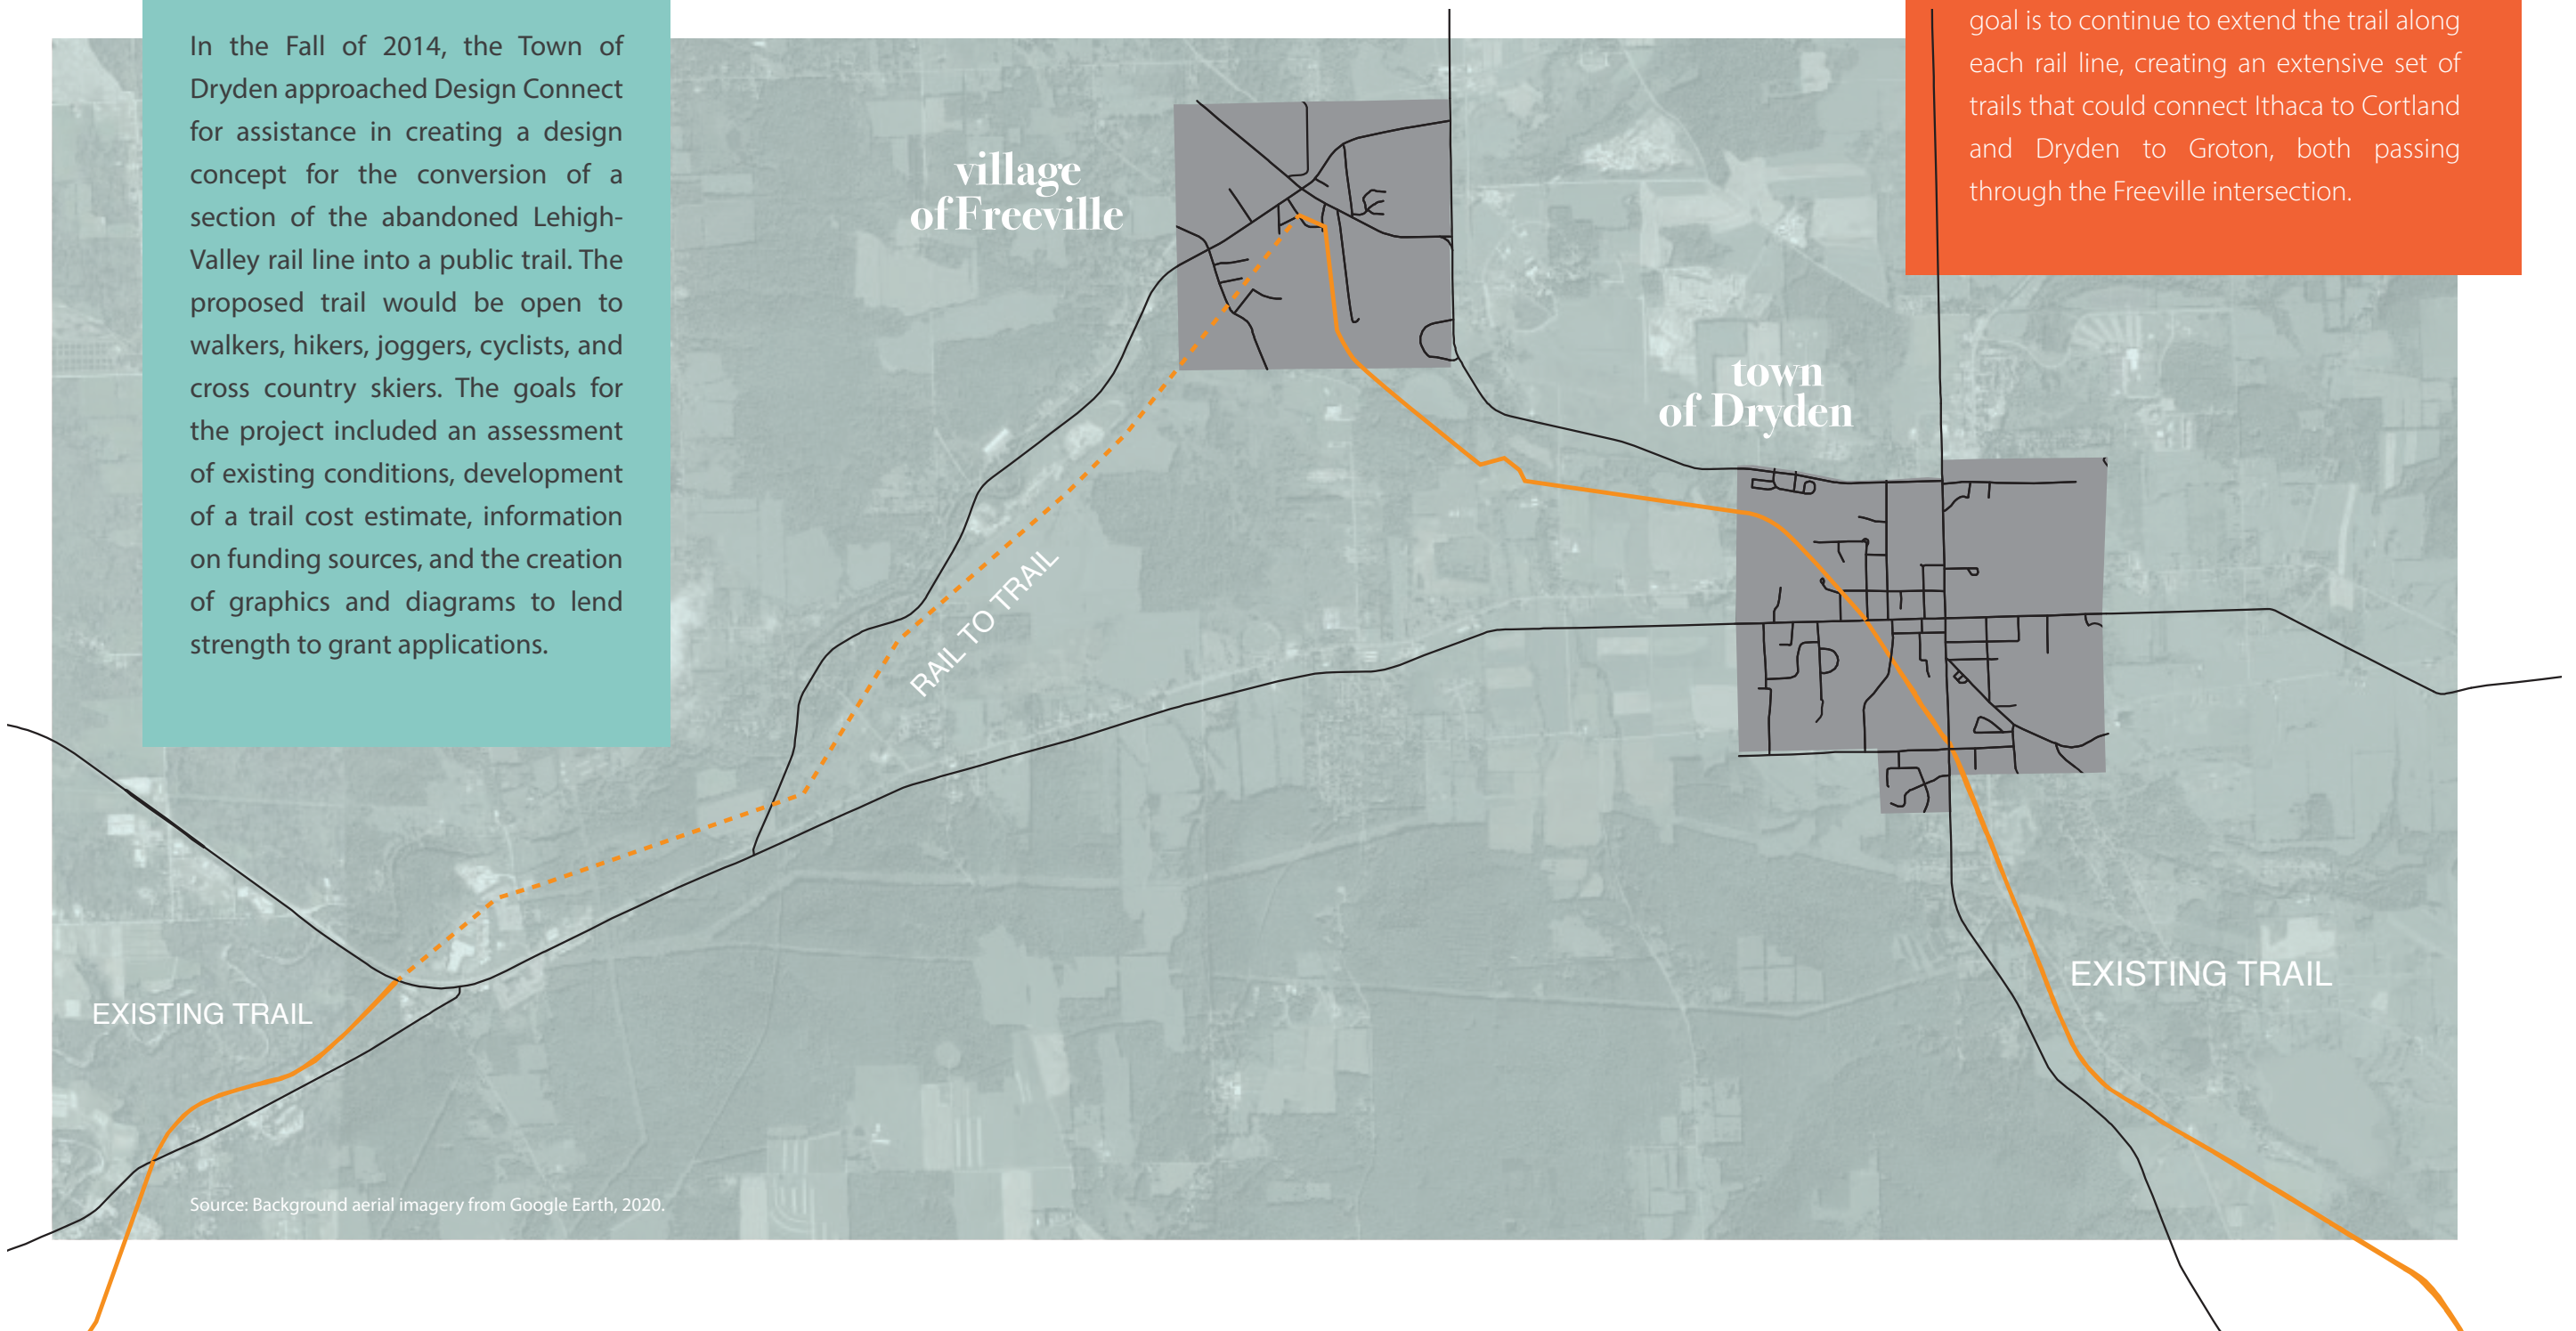 In the Fall of 2014, the Town of
Dryden approached Design Connect
for assistance in creating a design
concept for the conversion of a
section of the abandoned Lehigh-
Valley rail line into a public trail. The
proposed trail would be open to
walkers, hikers, joggers, cyclists, and
cross country skiers. The goals for
the project included an assessment
of existing conditions, development
of a trail cost estimate, information
on funding sources, and the creation
of graphics and diagrams to lend
strength to grant applications.
goal is to continue to extend the trail along
each rail line, creating an extensive set of
trails that could connect Ithaca to Cortland
and Dryden to Groton, both passing
through the Freeville intersection.
village
of Freeville
town
of Dryden
RAIL TO TRAIL
EXISTING TRAIL
EXISTING TRAIL
Source: Background aerial imagery from Google Earth, 2020.